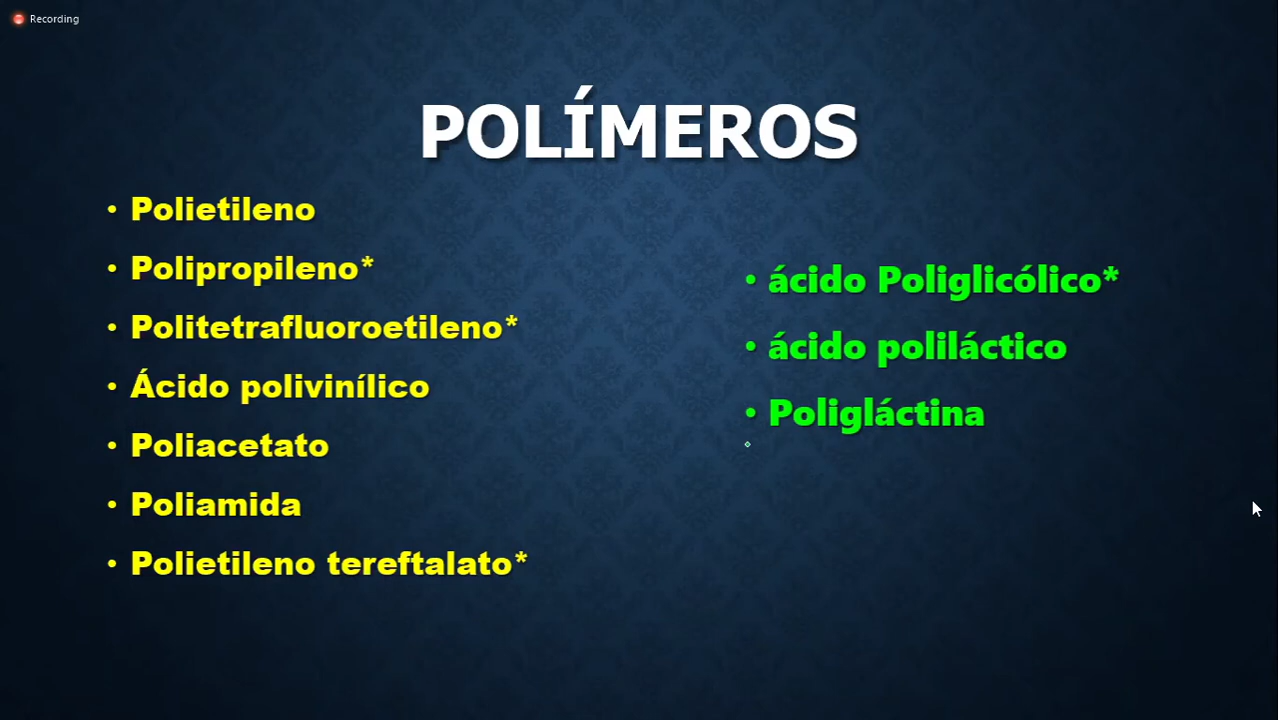 Recording
POLÍMEROS
• Polietileno
• Polipropileno*
• Politetrafluoroetileno*
• Ácido polivinílico
• Poliacetato
• Poliamida
• Polietileno tereftalato*
• ácido Poliglicólico*
• ácido poliláctico
• Poligláctina